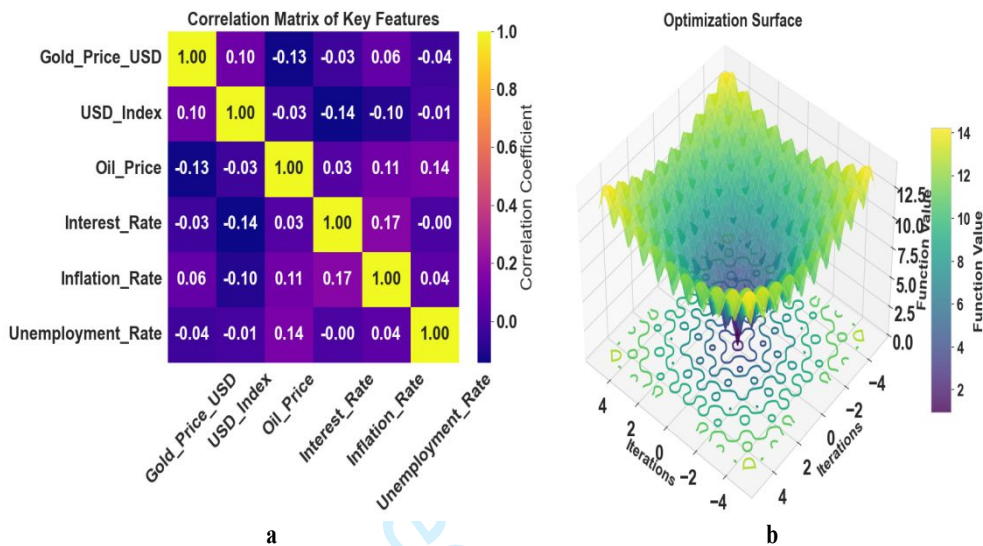 Correlation Matrix of Key Features
Gold_Price_USD 1.00 0.10 -0.13 -0.03 0.06 -0.04
USD_Index 0.10 1.00 -0.03 -0.14 -0.10 -0.01
Oil_Price -0.13 -0.03 1.00 0.03 0.11 0.14
Interest_Rate -0.03 -0.14 0.03 1.00 0.17 -0.00
Inflation_Rate 0.06 -0.10 0.11 0.17 1.00 0.04
Unemployment_Rate -0.04 -0.01 0.14 -0.00 0.04 1.00
Gold_Price_USD
USD_Index
Oil_Price
Interest_Rate
Inflation_Rate
Unemployment_Rate
1.0
0.8
0.6
0.4
0.2
0.0
Correlation Coefficient
a
Optimization Surface
12.5
10.0
7.5
5.0
2.5
0.0
Function Value
4
2
0
-2
-4
Iterations
-4
-2
0
2
4
Iterations
14
12
10
8
6
4
2
Function Value
b